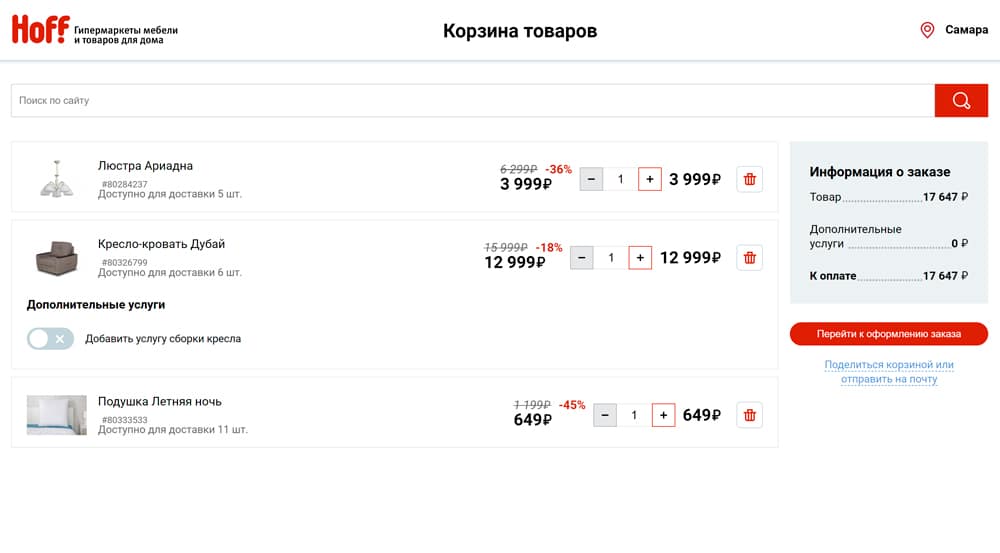 Hoff Гипермаркеты мебели
и товаров для дома
Корзина товаров
Самара
Поиск по сайту
Люстра Ариадна
#80284237
Доступно для доставки 5 шт.
6 299₽ -36%
3 999₽
− 1 +
3 999₽
Кресло-кровать Дубай
#80326799
Доступно для доставки 6 шт.
15 999₽ -18%
12 999₽
− 1 +
12 999₽
Дополнительные услуги
Добавить услугу сборки кресла
Подушка Летняя ночь
#80333533
Доступно для доставки 11 шт.
1 199₽ -45%
649₽
− 1 +
649₽
Информация о заказе
Товар 17 647 ₽
Дополнительные
услуги 0 ₽
К оплате 17 647 ₽
Перейти к оформлению заказа
Поделиться корзиной или
отправить на почту